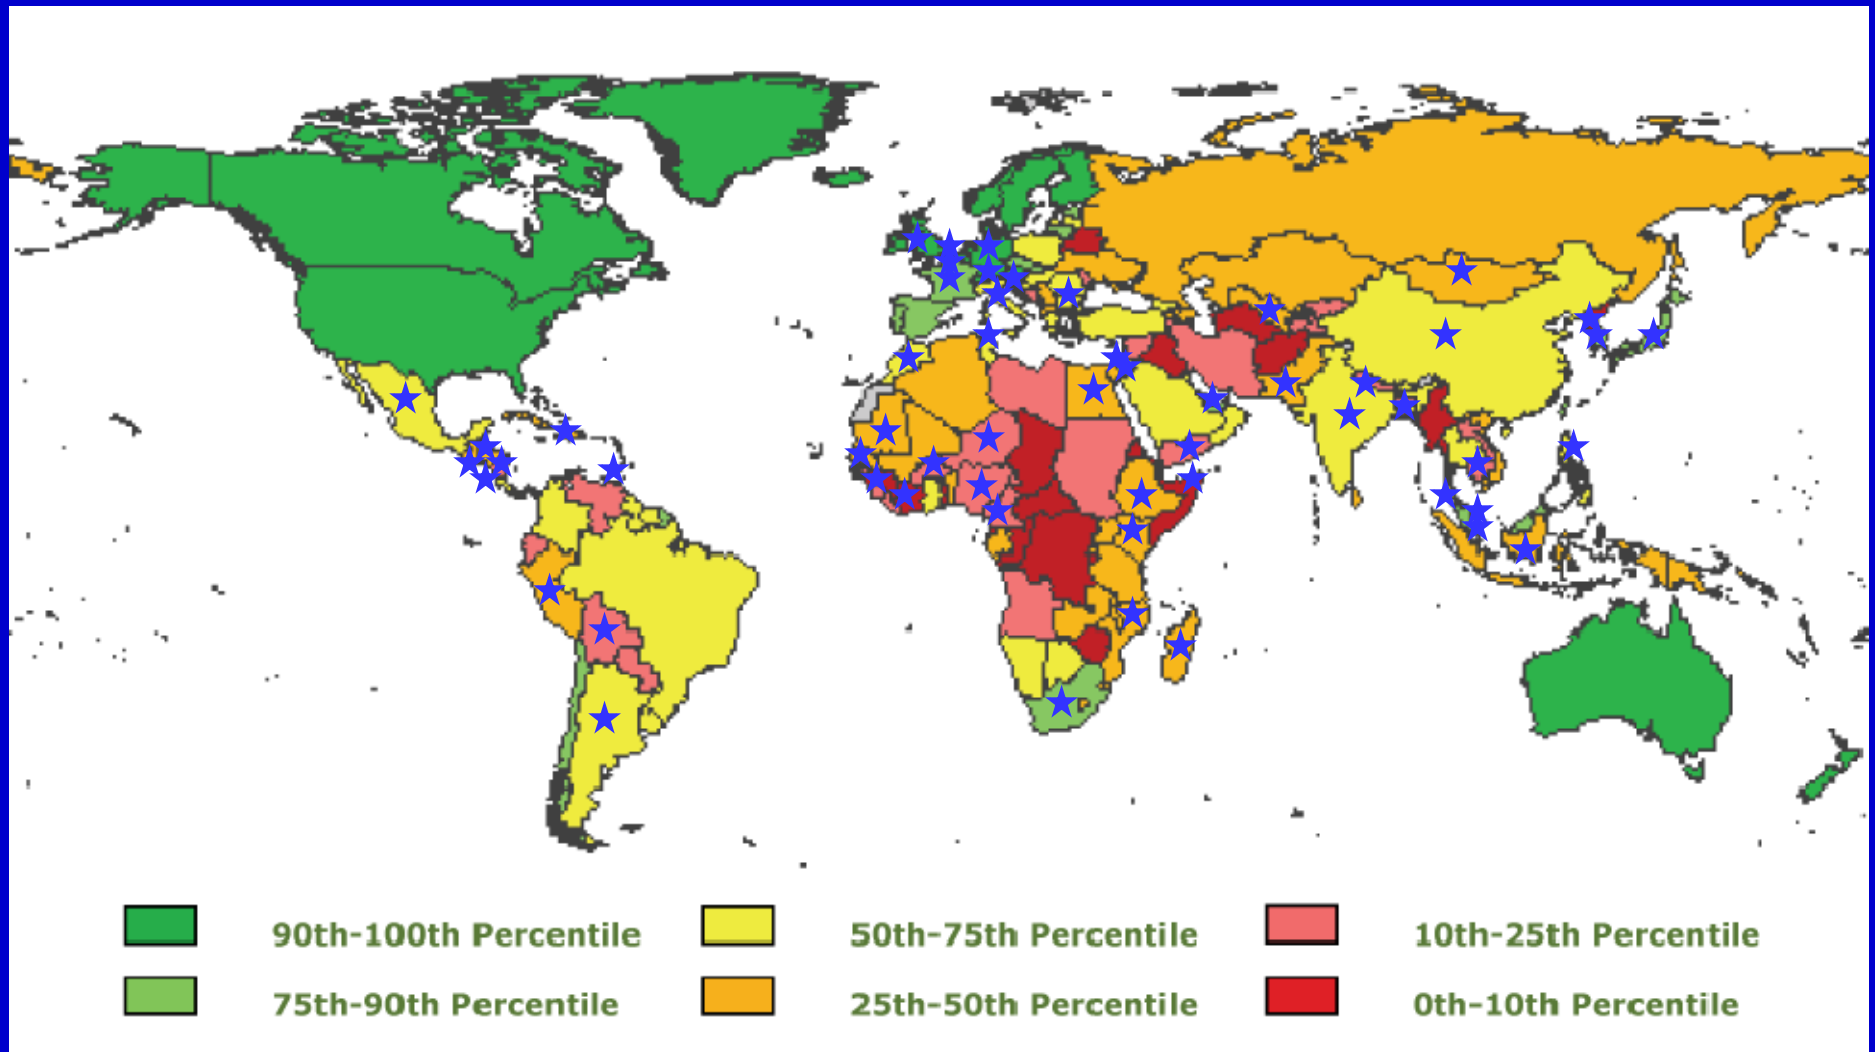 90th-100th Percentile
50th-75th Percentile
10th-25th Percentile
75th-90th Percentile
25th-50th Percentile
0th-10th Percentile